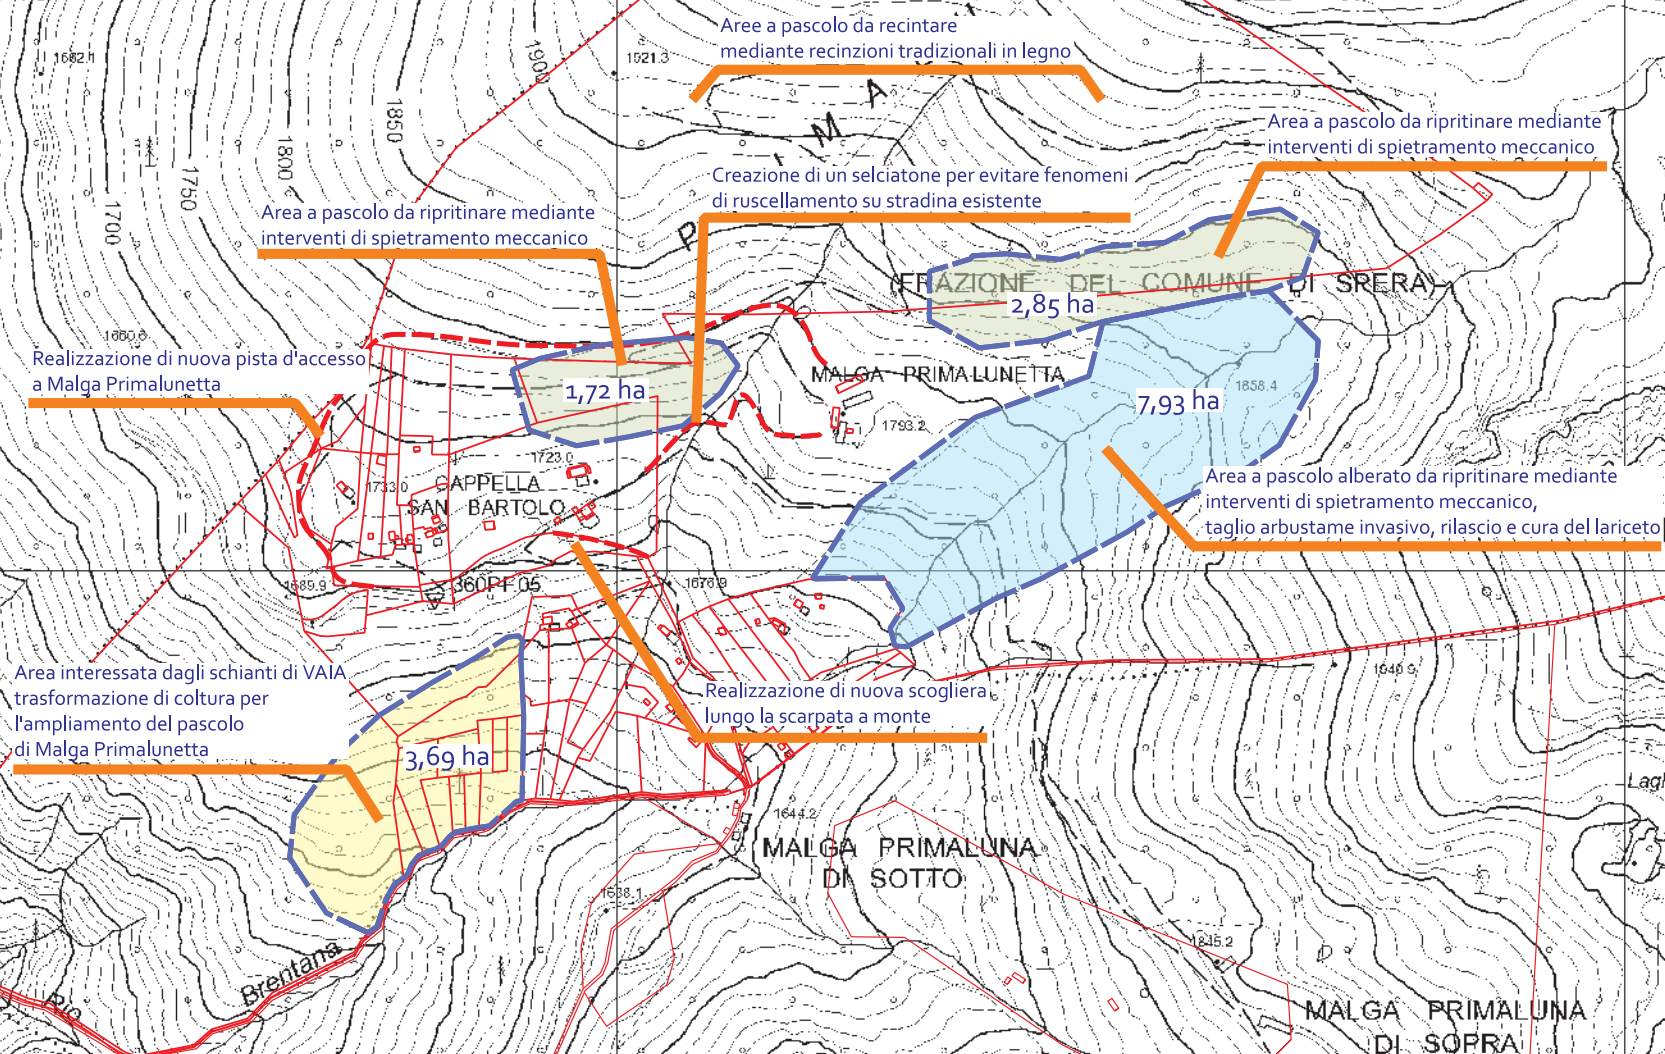 Aree a pascolo da recintare
mediante recinzioni tradizionali in legno
1682.1
1900
1521.3
1850
1800
1750
1700
P I M A
Area a pascolo da ripritinare mediante
interventi di spietramento meccanico
Creazione di un selciatone per evitare fenomeni
di ruscellamento su stradina esistente
Area a pascolo da ripritinare mediante
interventi di spietramento meccanico
(FRAZIONE DEL COMUNE DI SPERA)
2,85 ha
Realizzazione di nuova pista d'accesso
a Malga Primalunetta
1,72 ha
MALGA PRIMALUNETTA
7,93 ha
1858.4
1793.2
1723.0
1733.0
CAPPELLA
SAN BARTOLO
Area a pascolo alberato da ripritinare mediante
interventi di spietramento meccanico,
taglio arbustame invasivo, rilascio e cura del lariceto
1689.9
360PF05
1676.9
Area interessata dagli schianti di VAIA
trasformazione di coltura per
l'ampliamento del pascolo
di Malga Primalunetta
1640.9
Realizzazione di nuova scogliera
lungo la scarpata a monte
3,69 ha
1644.2
MALGA PRIMALUNA
DI SOTTO
1638.1
1845.2
Rio Brentana
MALGA PRIMALUNA
DI SOPRA